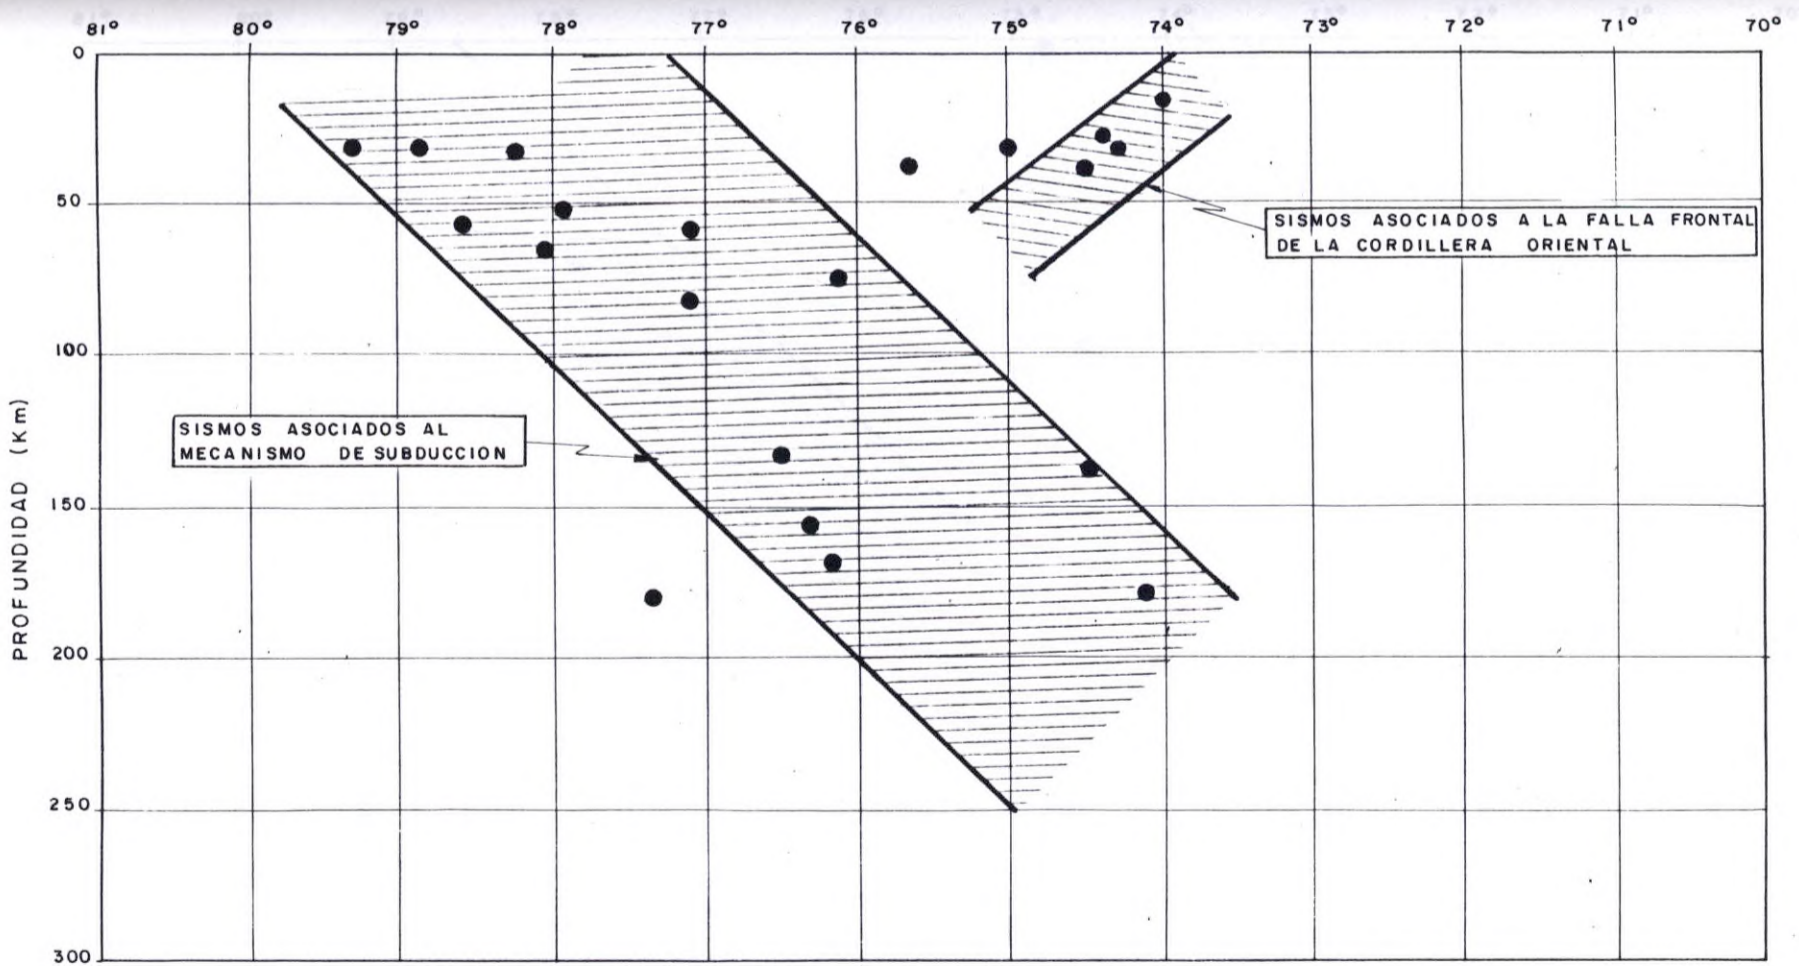 81° 80° 79° 78° 77° 76° 75° 74° 73° 72° 71° 70°
0
50
100
150
200
250
300
PROFUNDIDAD (Km)
SISMOS ASOCIADOS A LA FALLA FRONTAL
DE LA CORDILLERA ORIENTAL
SISMOS ASOCIADOS AL
MECANISMO DE SUBDUCCION